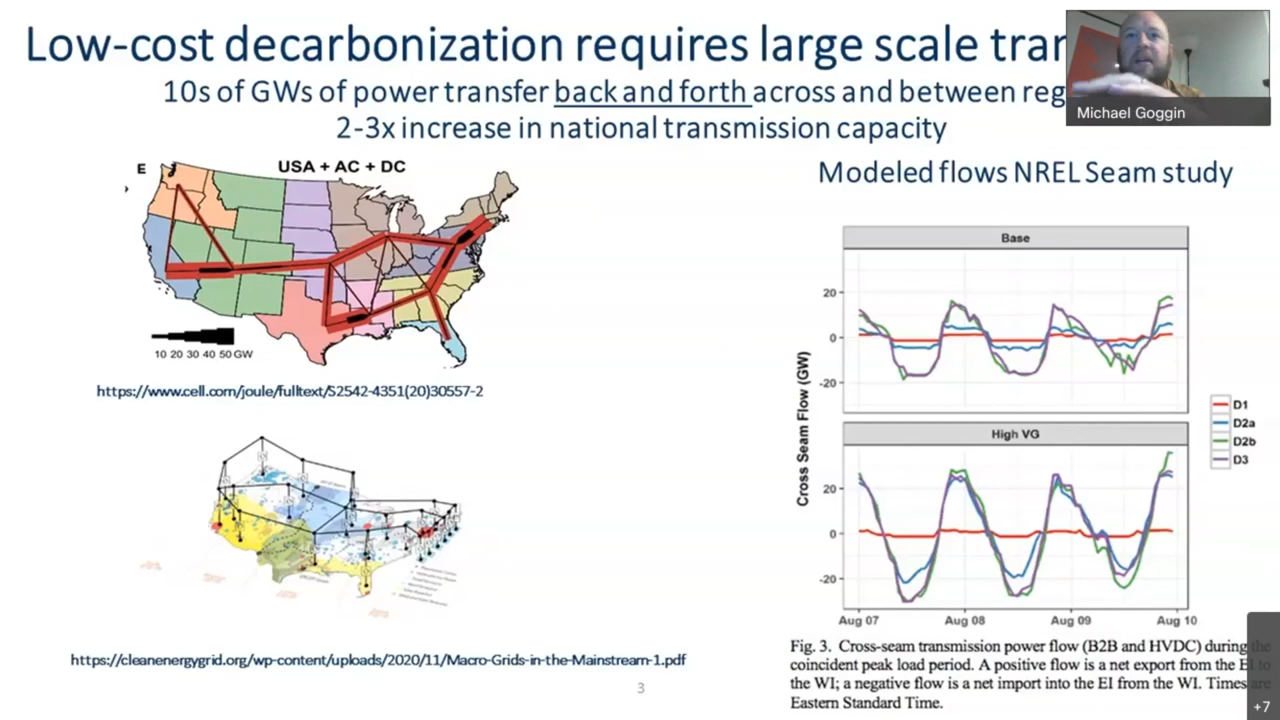 Low-cost decarbonization requires large scale tran
10s of GWs of power transfer back and forth across and between reg
2-3x increase in national transmission capacity
Michael Goggin
E
USA + AC + DC
10 20 30 40 50 GW
https://www.cell.com/joule/fulltext/S2542-4351(20)30557-2
https://cleanenergygrid.org/wp-content/uploads/2020/11/Macro-Grids-in-the-Mainstream-1.pdf
Modeled flows NREL Seam study
Cross Seam Flow (GW)
Base
20
0
-20
High VG
20
0
-20
Aug 07
Aug 08
Aug 09
Aug 10
D1
D2a
D2b
D3
Fig. 3. Cross-seam transmission power flow (B2B and HVDC) during the
coincident peak load period. A positive flow is a net export from the EI to
the WI; a negative flow is a net import into the EI from the WI. Times are
Eastern Standard Time.
3
+7